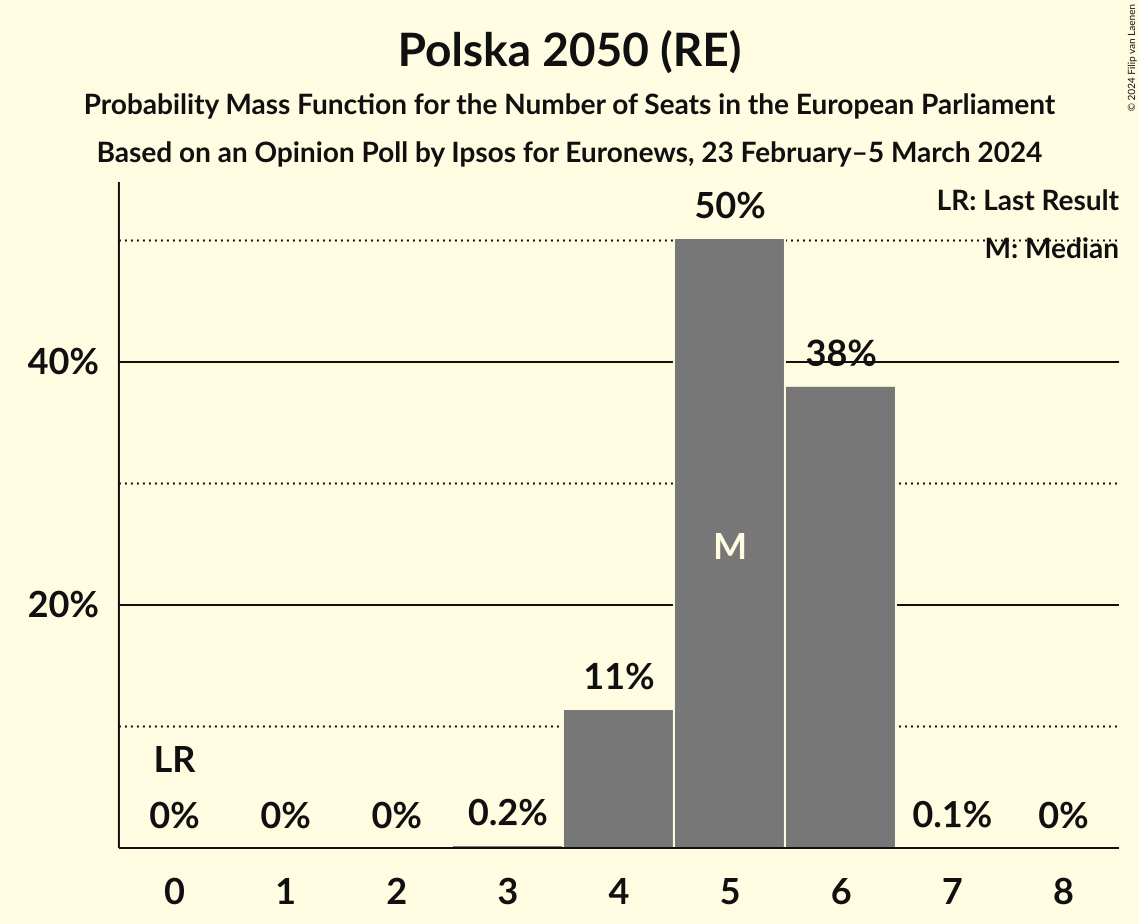 Polska 2050 (RE)
Probability Mass Function for the Number of Seats in the European Parliament
Based on an Opinion Poll by Ipsos for Euronews, 23 February–5 March 2024
© 2024 Filip van Laenen
LR: Last Result
M: Median
50%
40%
38%
M
20%
11%
LR
0%
0%
0%
0.2%
0.1%
0%
0 1 2 3 4 5 6 7 8